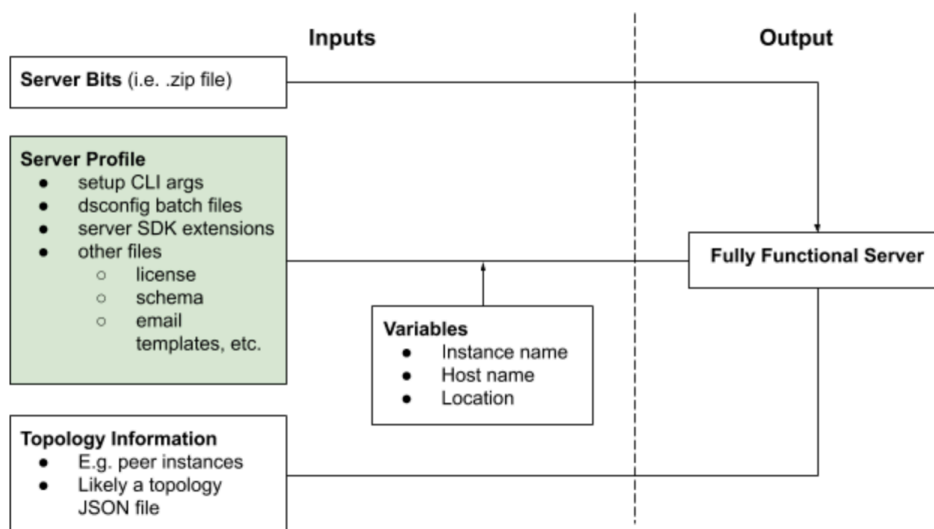 Inputs
Output
Server Bits (i.e. .zip file)
Server Profile
● setup CLI args
● dsconfig batch files
● server SDK extensions
● other files
○ license
○ schema
○ email
templates, etc.
Fully Functional Server
Variables
● Instance name
● Host name
● Location
Topology Information
● E.g. peer instances
● Likely a topology
JSON file